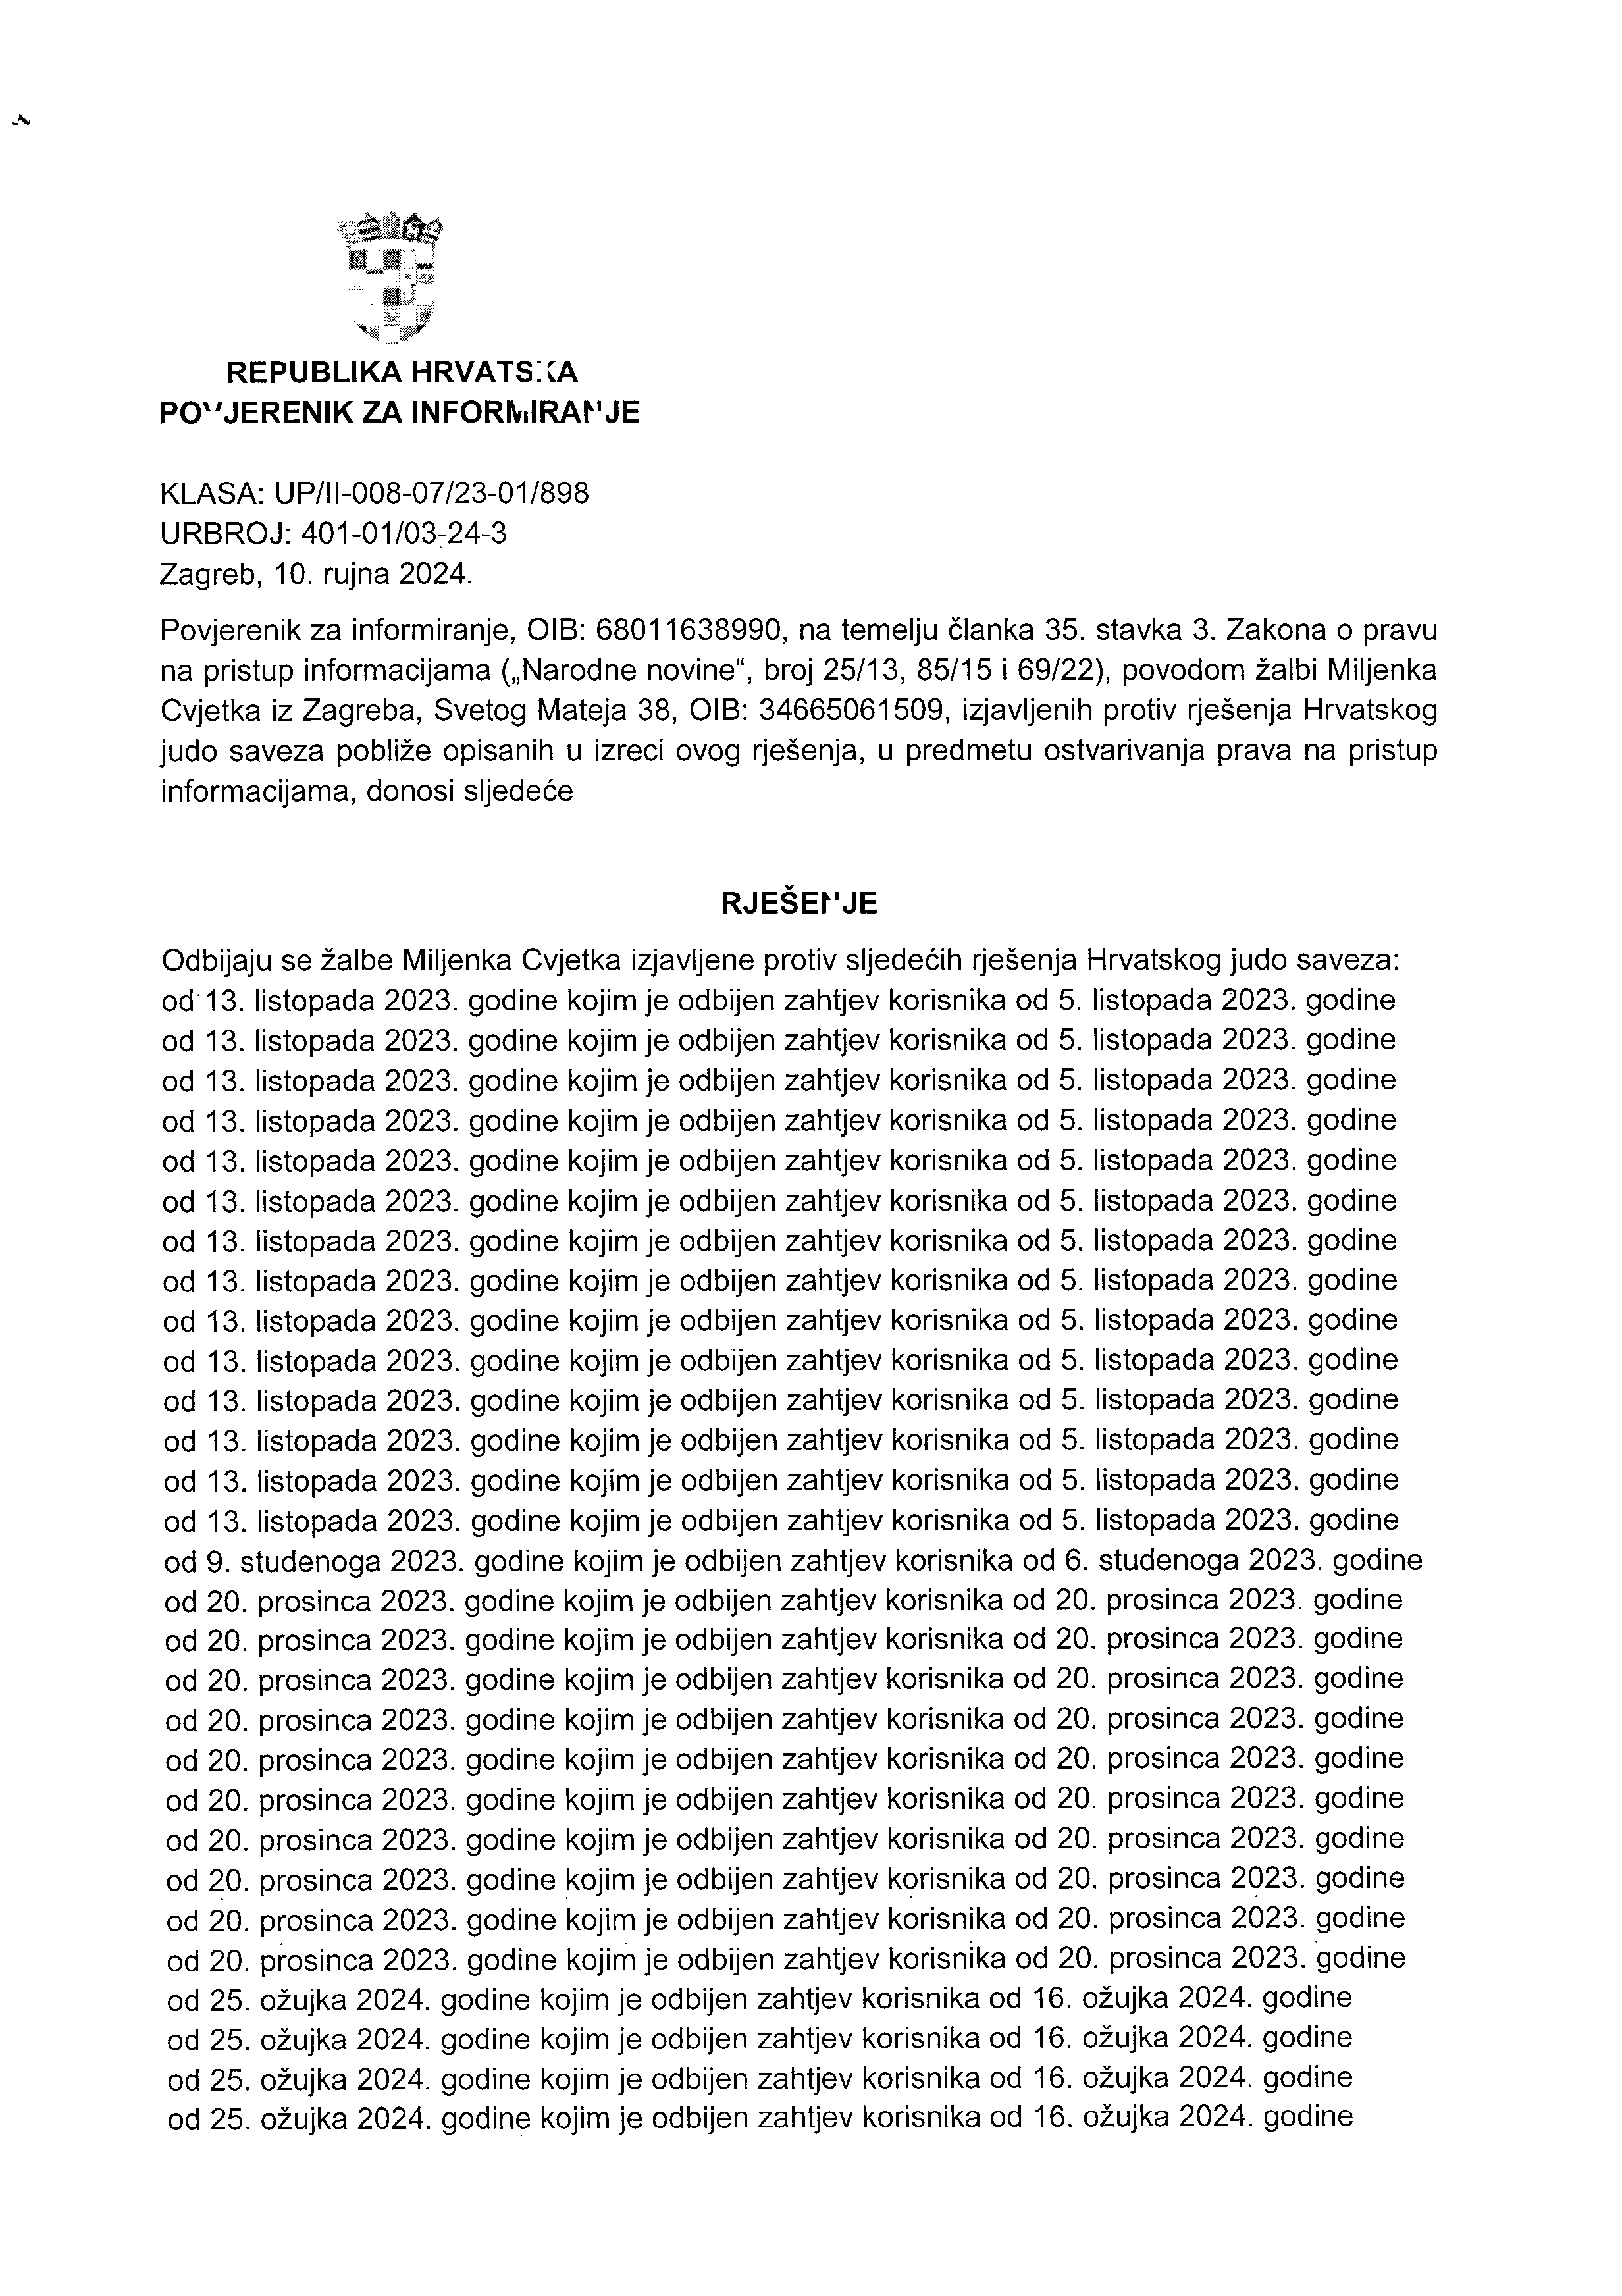 REPUBLIKA HRVATSKA
POVJERENIK ZA INFORMIRANJE
KLASA: UP/II-008-07/23-01/898
URBROJ: 401-01/03-24-3
Zagreb, 10. rujna 2024.
Povjerenik za informiranje, OIB: 68011638990, na temelju članka 35. stavka 3. Zakona o pravu
na pristup informacijama („Narodne novine“, broj 25/13, 85/15 i 69/22), povodom žalbi Miljenka
Cvjetka iz Zagreba, Svetog Mateja 38, OIB: 34665061509, izjavljenih protiv rješenja Hrvatskog
judo saveza pobliže opisanih u izreci ovog rješenja, u predmetu ostvarivanja prava na pristup
informacijama, donosi sljedeće
RJEŠENJE
Odbijaju se žalbe Miljenka Cvjetka izjavljene protiv sljedećih rješenja Hrvatskog judo saveza:
od 13. listopada 2023. godine kojim je odbijen zahtjev korisnika od 5. listopada 2023. godine
od 13. listopada 2023. godine kojim je odbijen zahtjev korisnika od 5. listopada 2023. godine
od 13. listopada 2023. godine kojim je odbijen zahtjev korisnika od 5. listopada 2023. godine
od 13. listopada 2023. godine kojim je odbijen zahtjev korisnika od 5. listopada 2023. godine
od 13. listopada 2023. godine kojim je odbijen zahtjev korisnika od 5. listopada 2023. godine
od 13. listopada 2023. godine kojim je odbijen zahtjev korisnika od 5. listopada 2023. godine
od 13. listopada 2023. godine kojim je odbijen zahtjev korisnika od 5. listopada 2023. godine
od 13. listopada 2023. godine kojim je odbijen zahtjev korisnika od 5. listopada 2023. godine
od 13. listopada 2023. godine kojim je odbijen zahtjev korisnika od 5. listopada 2023. godine
od 13. listopada 2023. godine kojim je odbijen zahtjev korisnika od 5. listopada 2023. godine
od 13. listopada 2023. godine kojim je odbijen zahtjev korisnika od 5. listopada 2023. godine
od 13. listopada 2023. godine kojim je odbijen zahtjev korisnika od 5. listopada 2023. godine
od 13. listopada 2023. godine kojim je odbijen zahtjev korisnika od 5. listopada 2023. godine
od 13. listopada 2023. godine kojim je odbijen zahtjev korisnika od 5. listopada 2023. godine
od 9. studenoga 2023. godine kojim je odbijen zahtjev korisnika od 6. studenoga 2023. godine
od 20. prosinca 2023. godine kojim je odbijen zahtjev korisnika od 20. prosinca 2023. godine
od 20. prosinca 2023. godine kojim je odbijen zahtjev korisnika od 20. prosinca 2023. godine
od 20. prosinca 2023. godine kojim je odbijen zahtjev korisnika od 20. prosinca 2023. godine
od 20. prosinca 2023. godine kojim je odbijen zahtjev korisnika od 20. prosinca 2023. godine
od 20. prosinca 2023. godine kojim je odbijen zahtjev korisnika od 20. prosinca 2023. godine
od 20. prosinca 2023. godine kojim je odbijen zahtjev korisnika od 20. prosinca 2023. godine
od 20. prosinca 2023. godine kojim je odbijen zahtjev korisnika od 20. prosinca 2023. godine
od 20. prosinca 2023. godine kojim je odbijen zahtjev korisnika od 20. prosinca 2023. godine
od 20. prosinca 2023. godine kojim je odbijen zahtjev korisnika od 20. prosinca 2023. godine
od 20. prosinca 2023. godine kojim je odbijen zahtjev korisnika od 20. prosinca 2023. godine
od 25. ožujka 2024. godine kojim je odbijen zahtjev korisnika od 16. ožujka 2024. godine
od 25. ožujka 2024. godine kojim je odbijen zahtjev korisnika od 16. ožujka 2024. godine
od 25. ožujka 2024. godine kojim je odbijen zahtjev korisnika od 16. ožujka 2024. godine
od 25. ožujka 2024. godine kojim je odbijen zahtjev korisnika od 16. ožujka 2024. godine